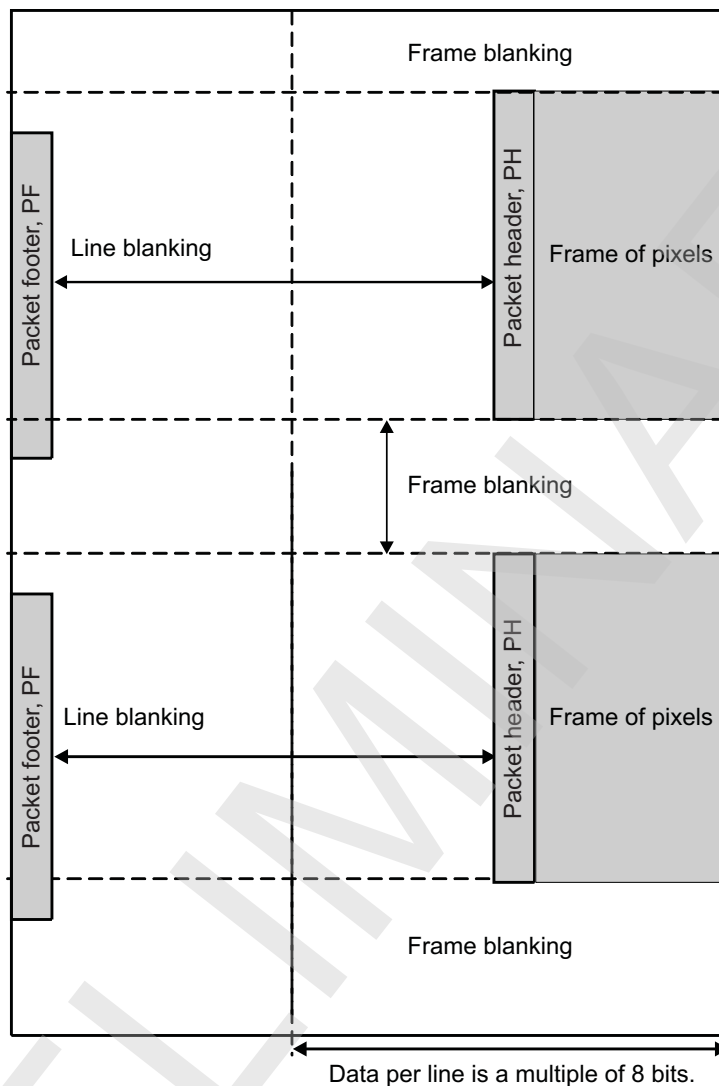 Frame blanking
Packet footer, PF
Line blanking
Packet header, PH
Frame of pixels
Frame blanking
Packet footer, PF
Line blanking
Packet header, PH
Frame of pixels
Frame blanking
Data per line is a multiple of 8 bits.